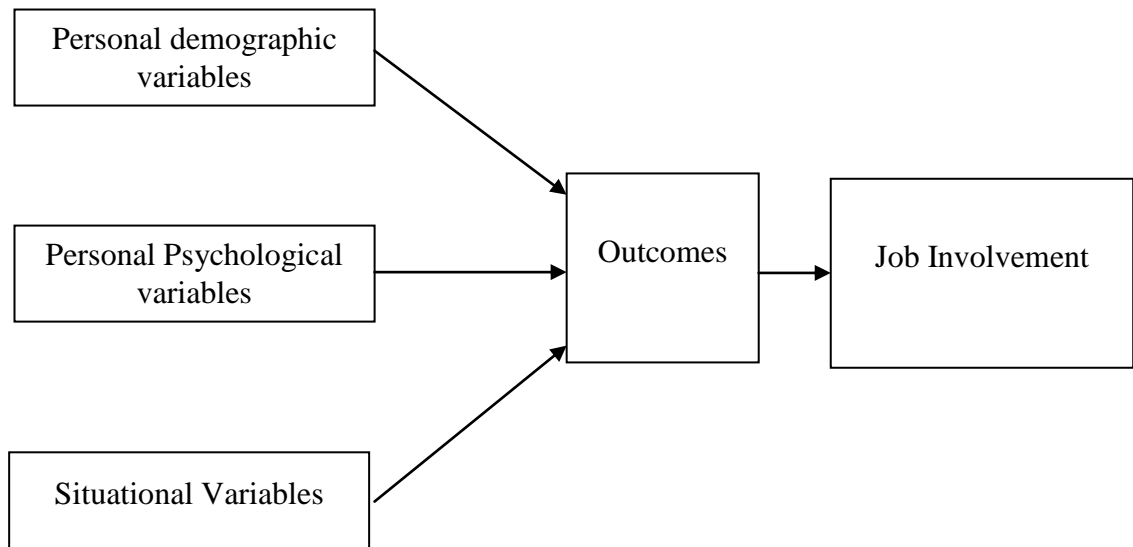 Personal demographic
variables
Personal Psychological
variables
Outcomes
Job Involvement
Situational Variables